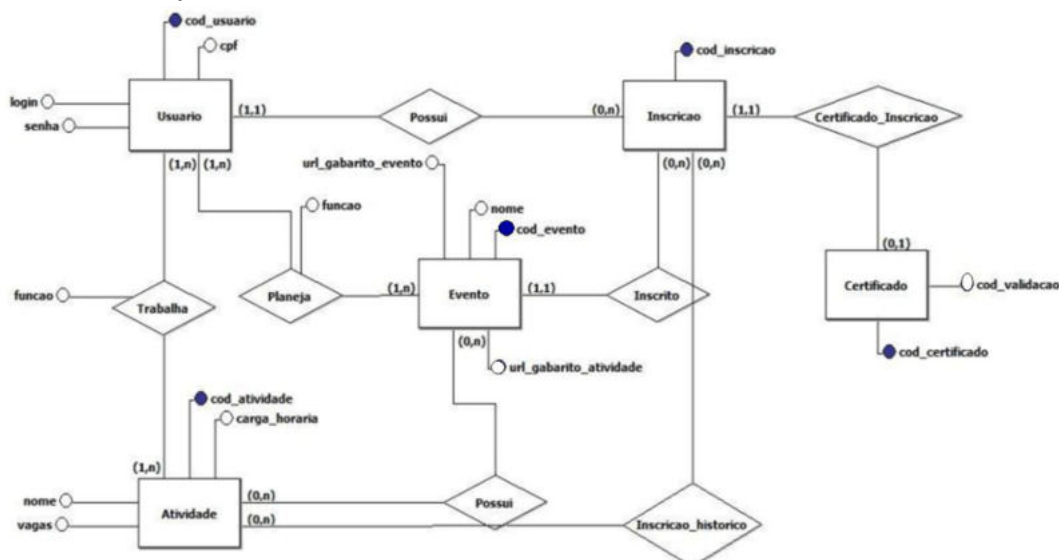 cod_usuario
cpf
login
senha
Usuario
(1,1)
Possui
(0,n)
cod_inscricao
Inscricao
(1,1)
Certificado_Inscricao
(1,n) (1,n)
(0,n) (0,n)
url_gabarito_evento
funcao
nome
cod_evento
(0,1)
funcao
Trabalha
Planeja
(1,n)
Evento
(1,1)
Inscrito
Certificado
cod_validacao
(0,n)
url_gabarito_atividade
cod_certificado
cod_atividade
carga_horaria
(1,n)
nome
vagas
Atividade
(0,n)
(0,n)
Possui
Inscricao_historico